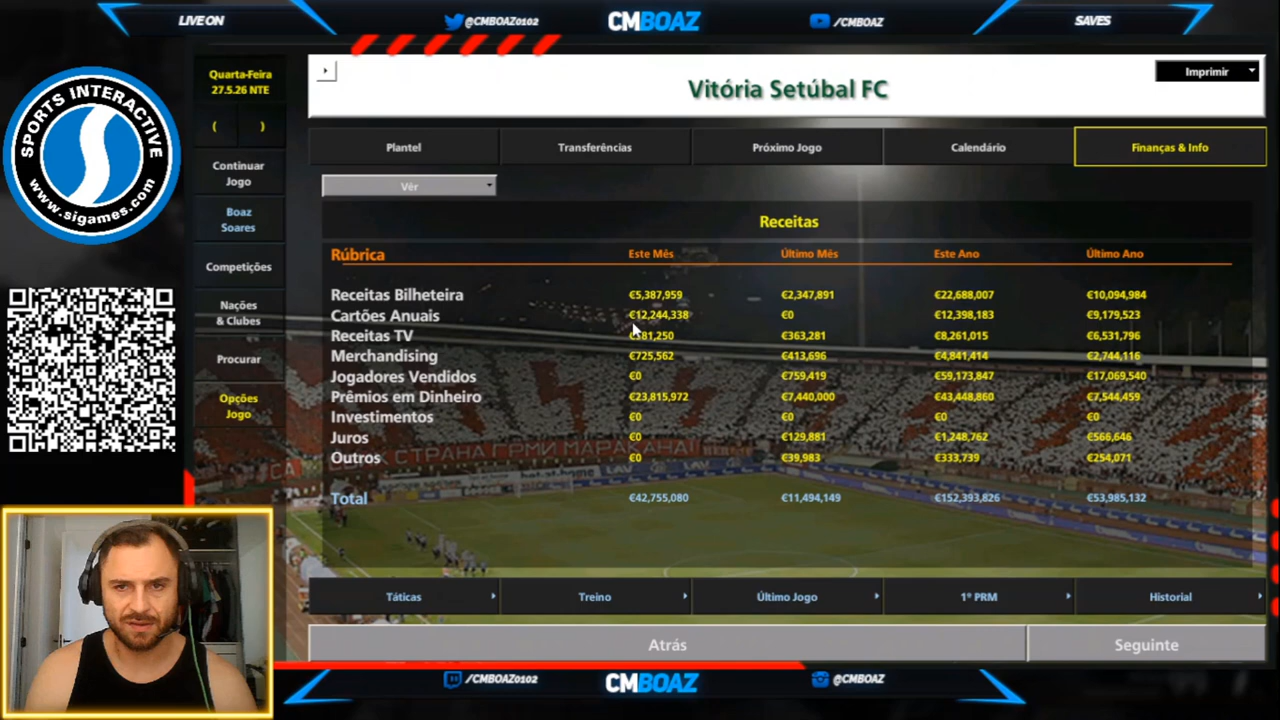 LIVE ON
@CMBOAZ0102
CMBOAZ
/CMBOAZ
SAVES
SPORTS INTERACTIVE
www.sigames.com
Quarta-Feira
27.5.26 NTE
Continuar
Jogo
Boaz
Soares
Competições
Nações
& Clubes
Procurar
Opções
Jogo
Imprimir
Vitória Setúbal FC
Plantel
Transferências
Próximo Jogo
Calendário
Finanças & Info
Vêr
Receitas
Rúbrica Este Mês Último Mês Este Ano Último Ano
Receitas Bilheteira €5,387,959 €2,347,891 €22,688,007 €10,094,984
Cartões Anuais €12,244,338 €0 €12,398,183 €9,179,523
Receitas TV €581,250 €363,281 €8,261,015 €6,531,796
Merchandising €725,562 €413,696 €4,841,414 €2,744,116
Jogadores Vendidos €0 €759,419 €59,173,847 €17,069,540
Prêmios em Dinheiro €23,815,972 €7,440,000 €43,448,860 €7,544,459
Investimentos €0 €0 €0 €0
Juros €0 €129,881 €1,248,762 €566,646
Outros €0 €39,983 €333,739 €254,071
Total €42,755,080 €11,494,149 €152,393,826 €53,985,132
СТРАНА ГРМИ МАРАКАНА!
Táticas
Treino
Último Jogo
1º PRM
Historial
Atrás
Seguinte
/CMBOAZ0102
CMBOAZ
@CMBOAZ